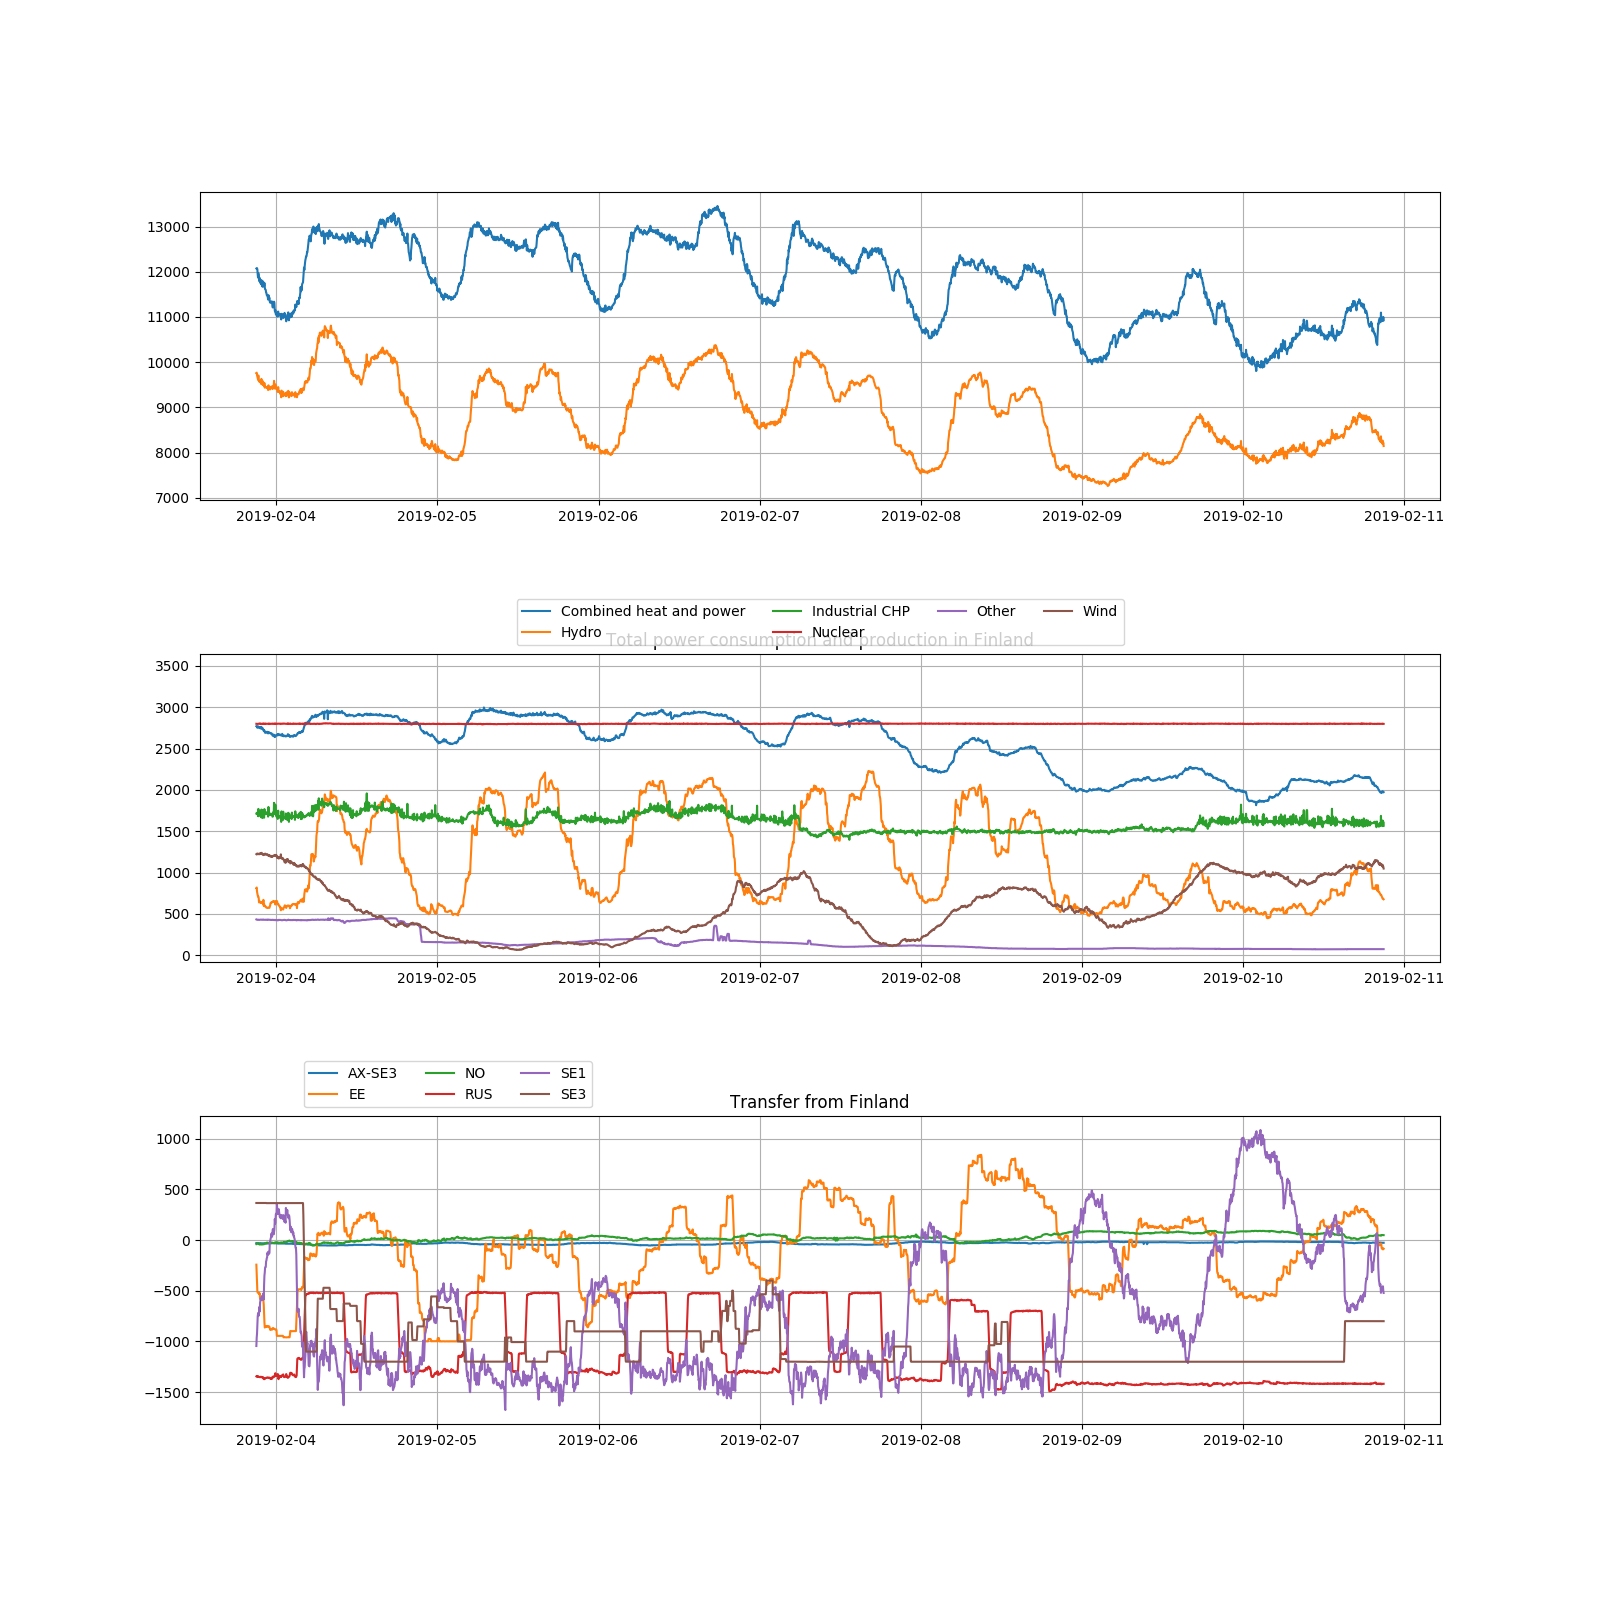 13000
12000
11000
10000
9000
8000
7000
2019-02-04 2019-02-05 2019-02-06 2019-02-07 2019-02-08 2019-02-09 2019-02-10 2019-02-11
Combined heat and power Industrial CHP Other Wind
Hydro Nuclear
Total power consumption and production in Finland
3500
3000
2500
2000
1500
1000
500
0
2019-02-04 2019-02-05 2019-02-06 2019-02-07 2019-02-08 2019-02-09 2019-02-10 2019-02-11
AX-SE3 NO SE1
EE RUS SE3
Transfer from Finland
1000
500
0
−500
−1000
−1500
2019-02-04 2019-02-05 2019-02-06 2019-02-07 2019-02-08 2019-02-09 2019-02-10 2019-02-11